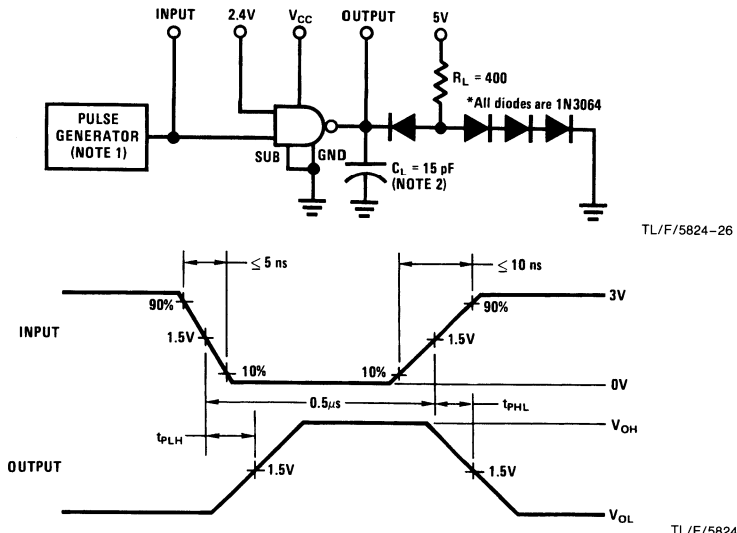 INPUT 2.4V VCC OUTPUT 5V
RL = 400
*All diodes are 1N3064
PULSE
GENERATOR
(NOTE 1)
SUB GND
CL = 15 pF
(NOTE 2)
TL/F/5824-26
≤ 5 ns ≤ 10 ns
90% 90% 3V
INPUT 1.5V 1.5V
10% 10%
0V
0.5μs tPHL
tPLH VOH
OUTPUT 1.5V 1.5V
VOL
TL/F/5824